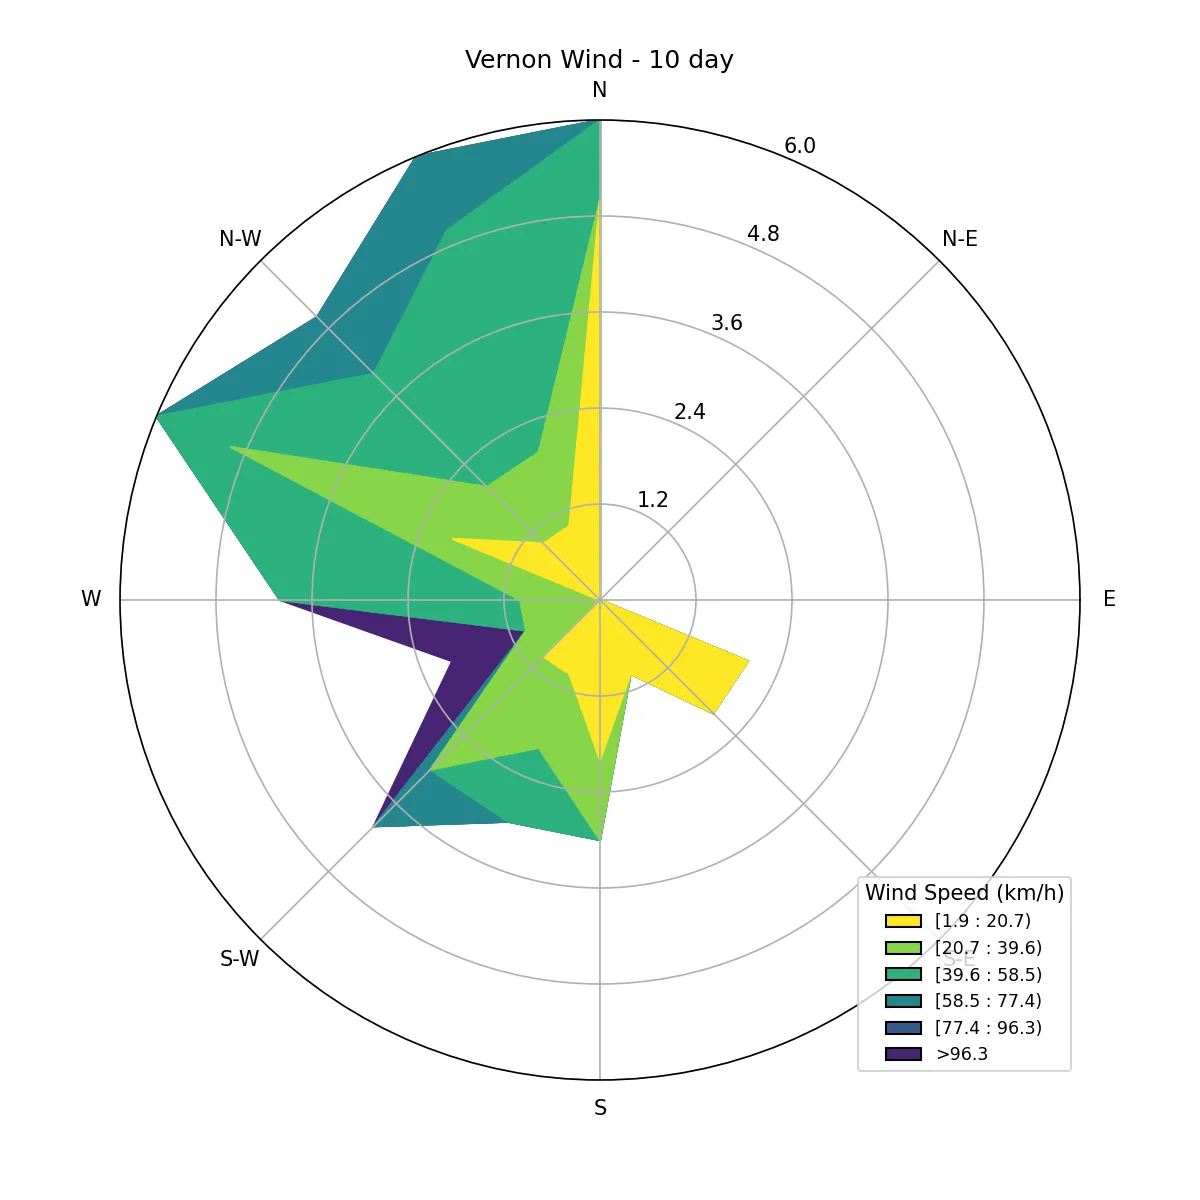 Vernon Wind - 10 day
N
6.0
N-W
N-E
4.8
3.6
2.4
1.2
W
E
S-W
S-E
S
Wind Speed (km/h)
[1.9 : 20.7)
[20.7 : 39.6)
[39.6 : 58.5)
[58.5 : 77.4)
[77.4 : 96.3)
>96.3